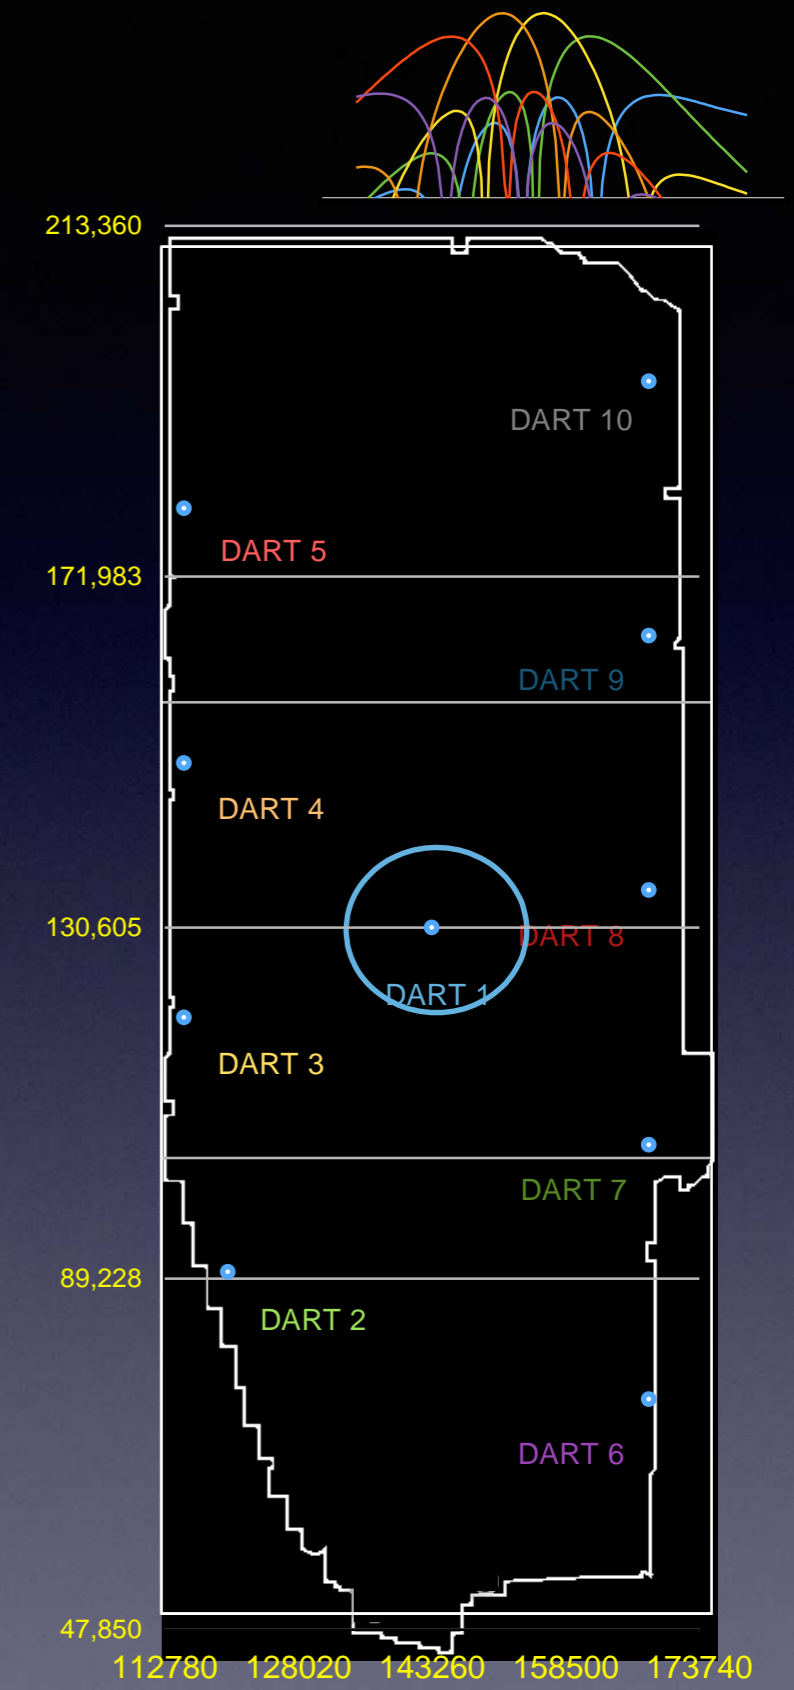 213,360
DART 10
DART 5
171,983
DART 9
DART 4
130,605
DART 8
DART 1
DART 3
DART 7
89,228
DART 2
DART 6
47,850
112780 128020 143260 158500 173740